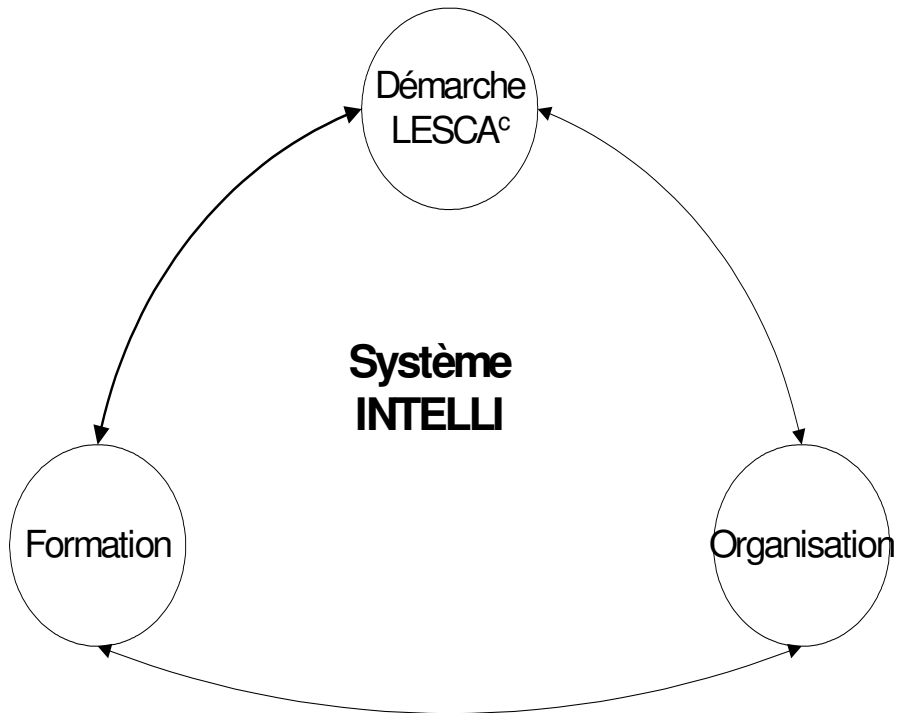 Démarche
LESCAᶜ
Système
INTELLI
Formation
Organisation